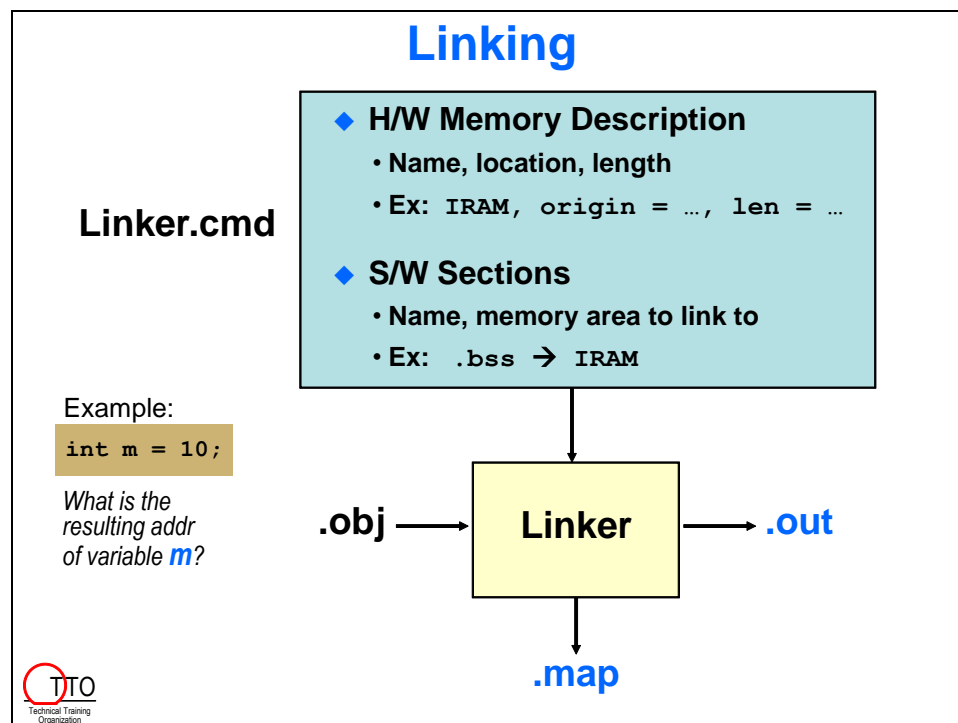 Linking
Linker.cmd
◆ H/W Memory Description
• Name, location, length
• Ex: IRAM, origin = …, len = …
◆ S/W Sections
• Name, memory area to link to
• Ex: .bss → IRAM
Example:
int m = 10;
What is the
resulting addr
of variable m?
.obj
Linker
.out
.map
TTO
Technical Training
Organization